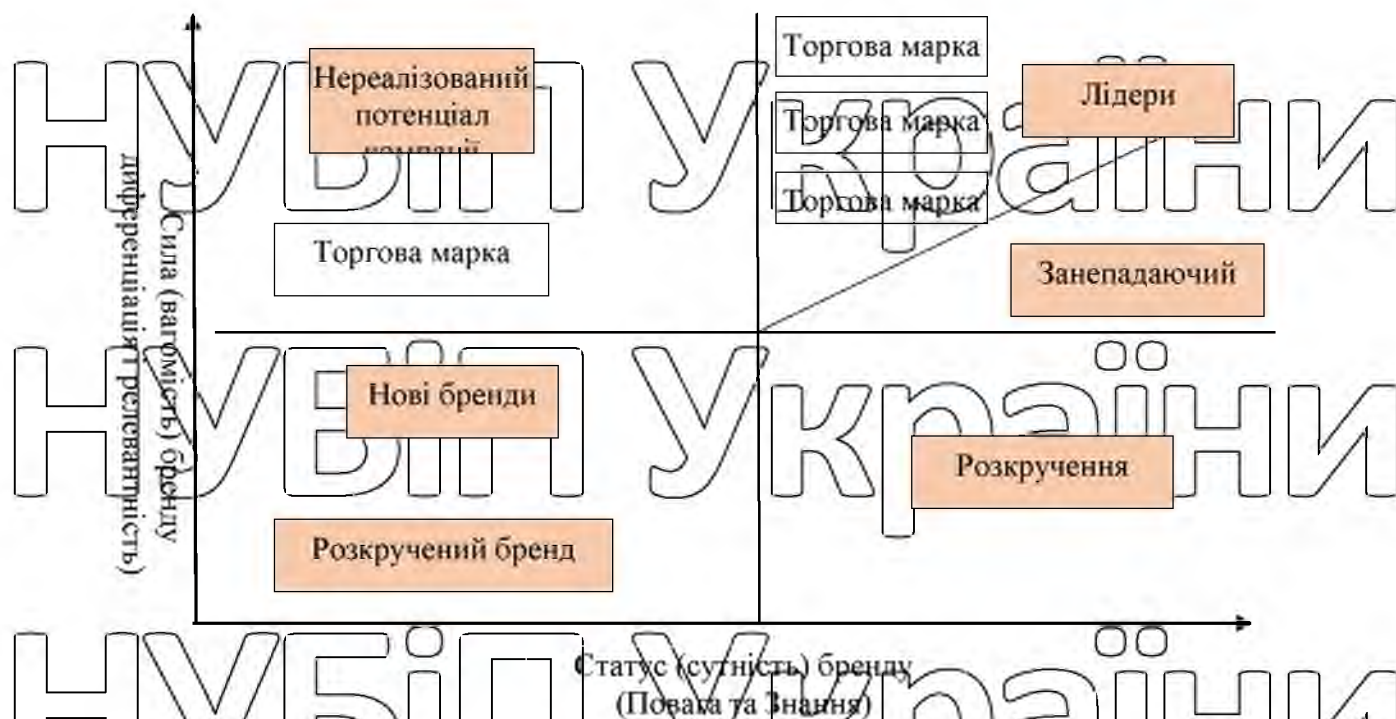 Торгова марка
Нереалізований
потенціал
компанії
Лідери
Торгова марка
Торгова марка
Торгова марка
Занепадаючий
Сила (вагомість) бренду
диференціація і релевантність)
Нові бренди
Розкручення
Розкручений бренд
Статус (сутність) бренду
(Повага та Знання)
НУБіП України
НУБіП України
НУБіП України